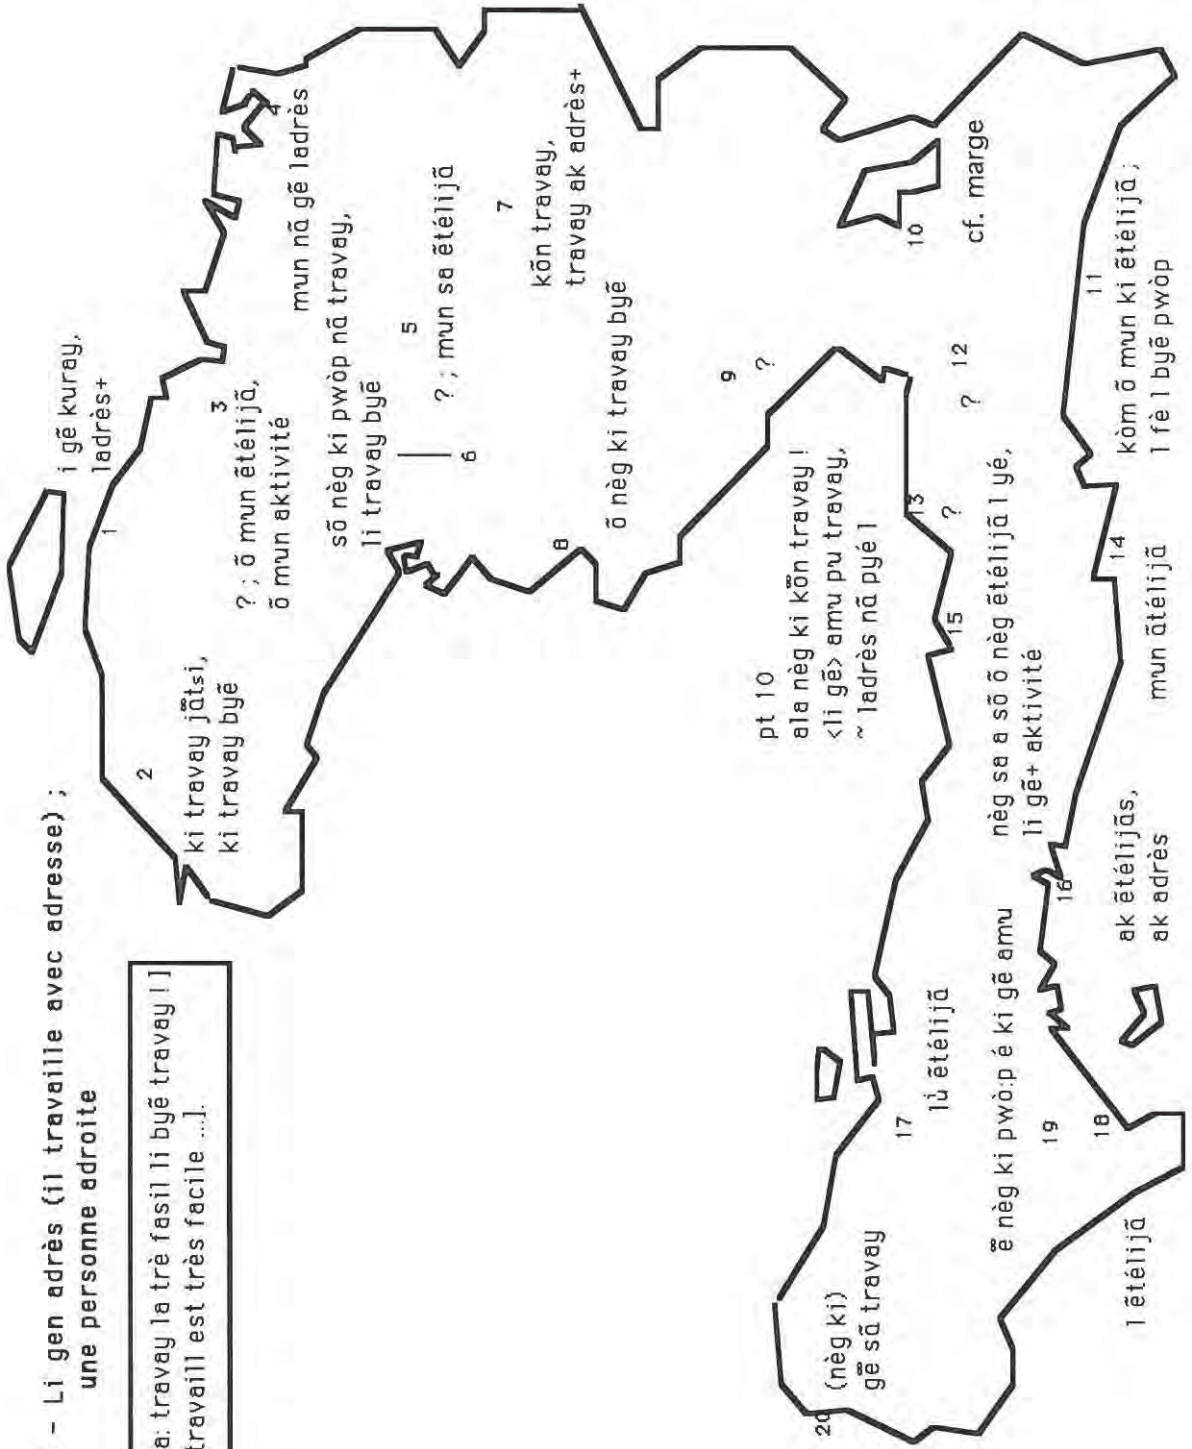 - Li gen adrès (il travaille avec adresse) ;
une personne adroite
a: travay la trè fasil li byẽ travay !]
travaill est très facile ...].
i gẽ kuray,
ladrès+
1
2
ki travay jãtsi,
ki travay byẽ
3
? ; õ mun ẽtélijã,
õ mun aktivité
4
mun nã gẽ ladrès
sõ nèg ki pwòp nã travay,
li travay byẽ
5
? ; mun sa ẽtélijã
6
7
kõn travay,
travay ak adrès+
8
õ nèg ki travay byẽ
9
?
10
cf. marge
pt 10
ala nèg ki kõn travay !
<li gẽ> amu pu travay,
~ ladrès nã pyé l
11
kòm õ mun ki ẽtélijã ;
l fè l byẽ pwòp
12
?
13
?
14
mun ãtélijã
15
nèg sa a sõ õ nèg ẽtélijã l yé,
li gẽ+ aktivité
16
ak ẽtélijãs,
ak adrès
17
lù ẽtélijã
18
l ẽtélijã
19
ẽ nèg ki pwò:p é ki gẽ amu
20
(nèg ki)
gẽ sã travay